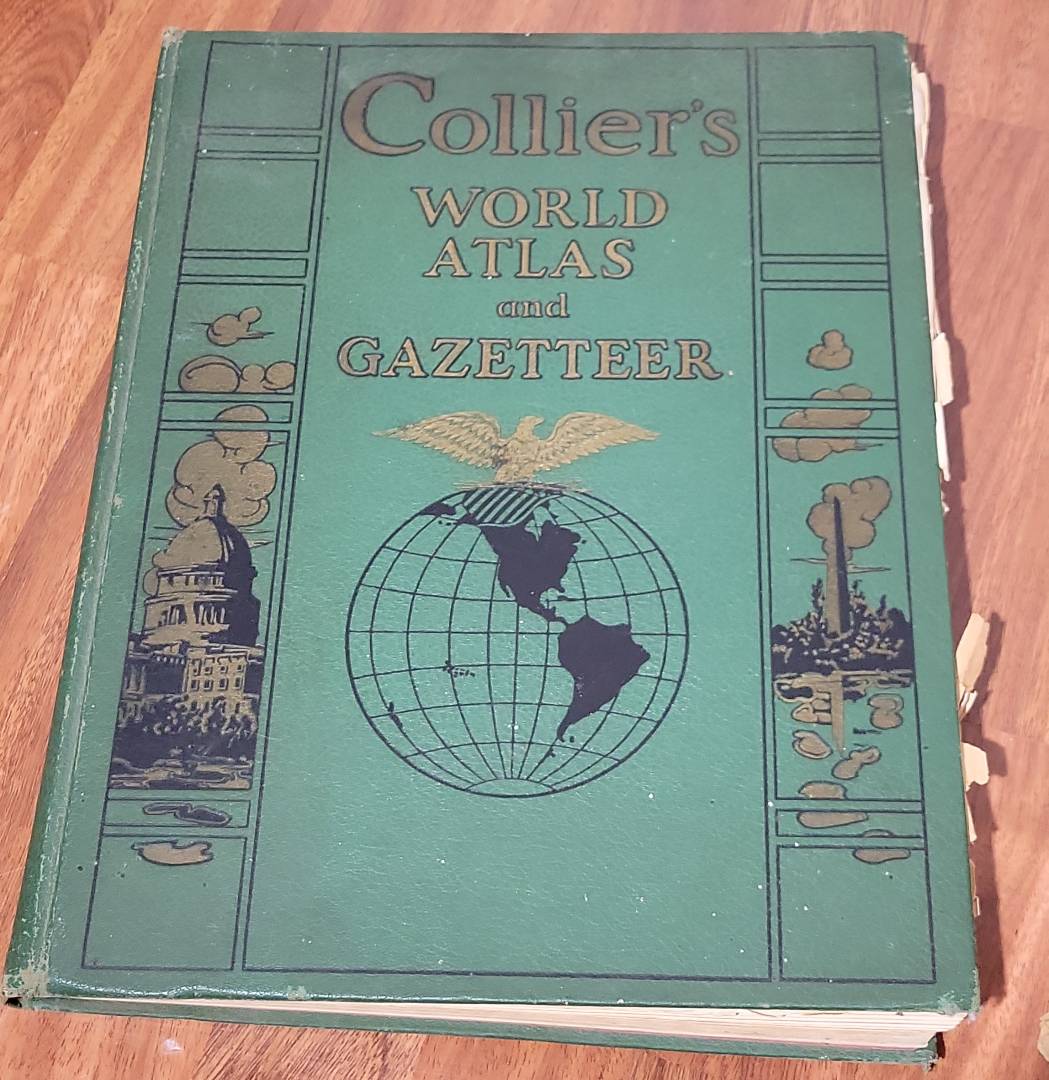 Collier's
WORLD
ATLAS
and
GAZETTEER